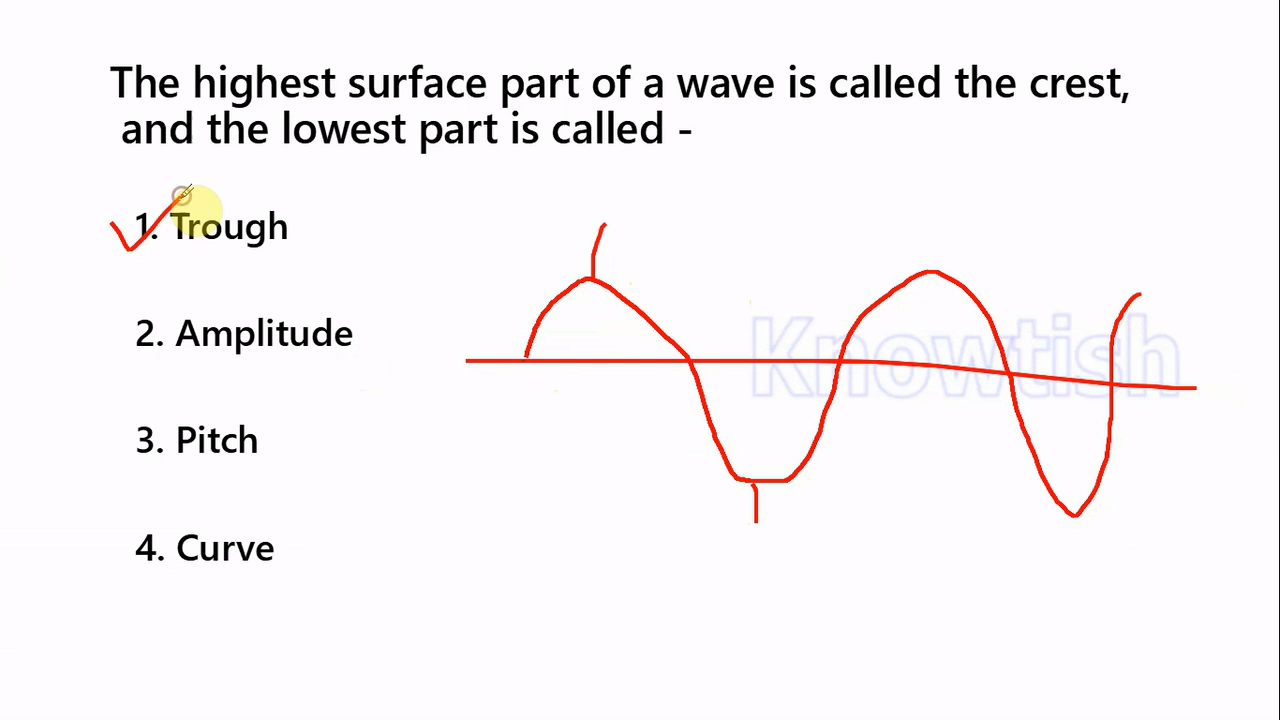 The highest surface part of a wave is called the crest,
and the lowest part is called -
1. Trough
2. Amplitude
3. Pitch
4. Curve
Knowtish